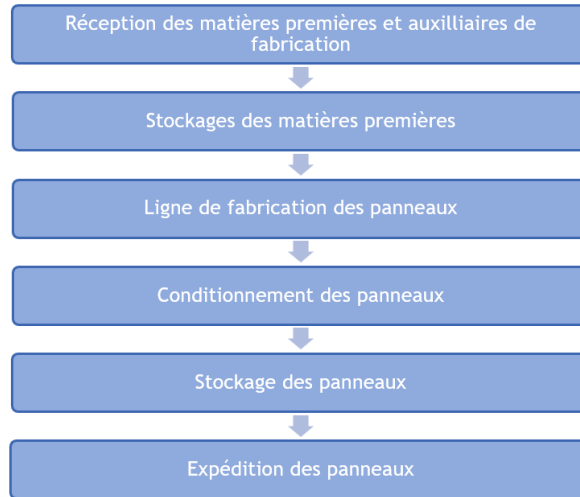 Réception des matières premières et auxilliaires de
fabrication
Stockages des matières premières
Ligne de fabrication des panneaux
Conditionnement des panneaux
Stockage des panneaux
Expédition des panneaux